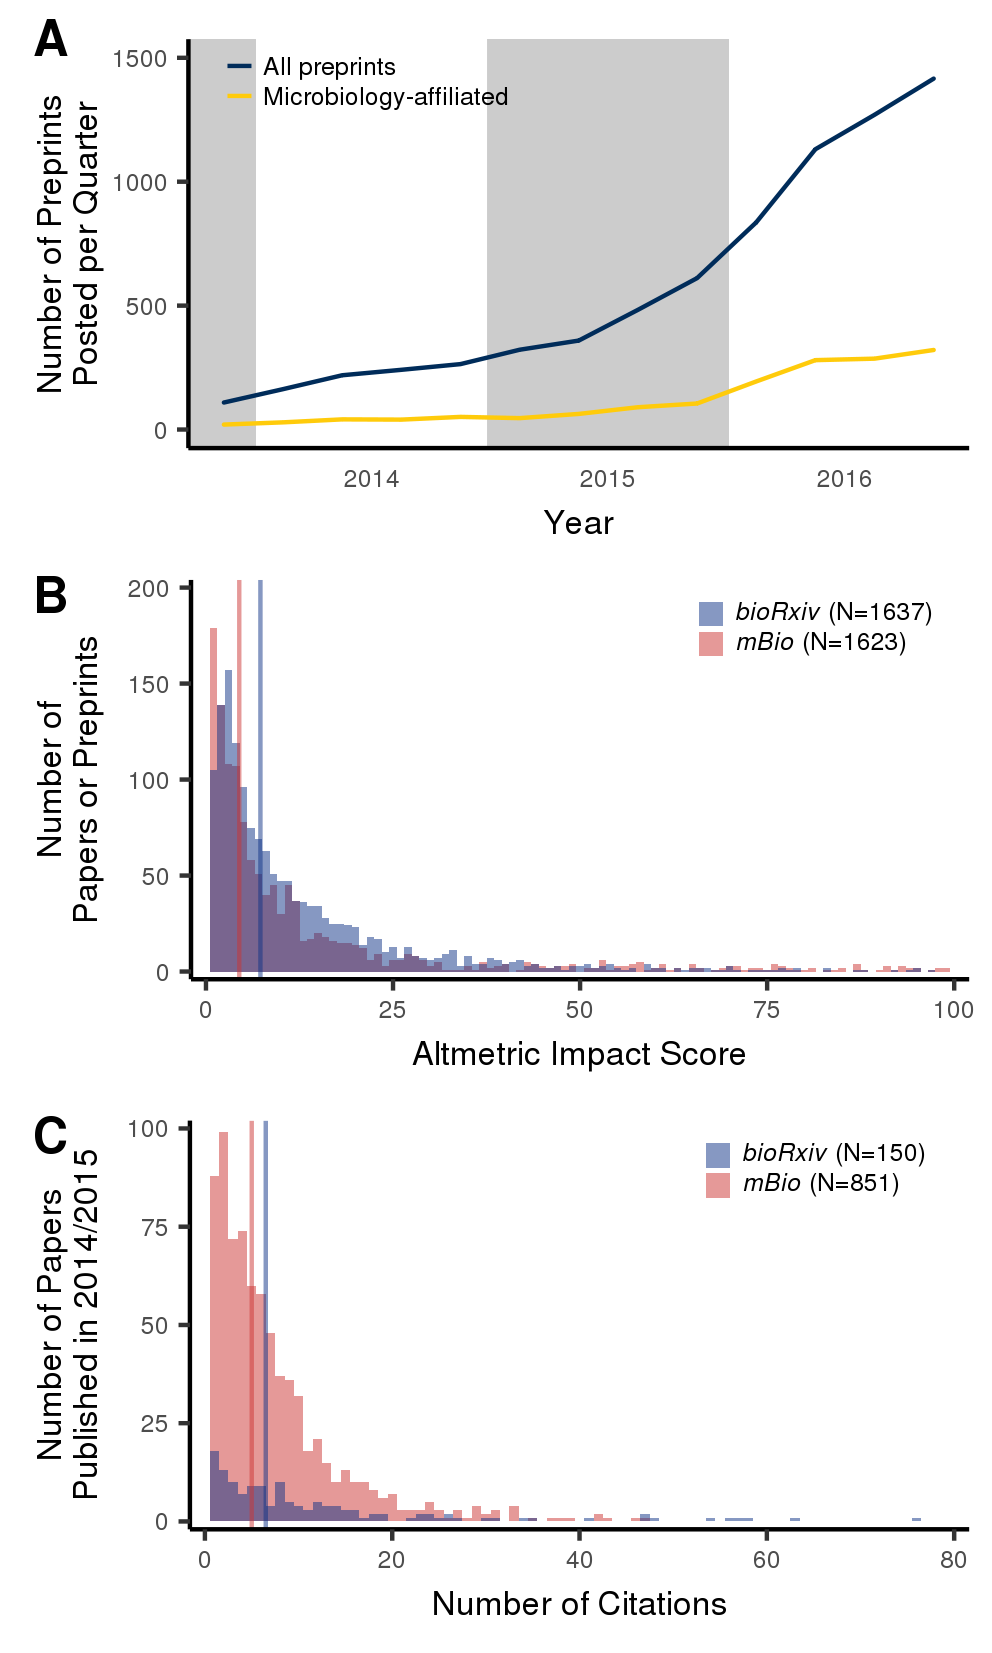 A
1500
1000
500
0
Number of Preprints
Posted per Quarter
All preprints
Microbiology-affiliated
2014
2015
2016
Year
B
200
150
100
50
0
Number of
Papers or Preprints
bioRxiv (N=1637)
mBio (N=1623)
0
25
50
75
100
Altmetric Impact Score
C
100
75
50
25
0
Number of Papers
Published in 2014/2015
bioRxiv (N=150)
mBio (N=851)
0
20
40
60
80
Number of Citations